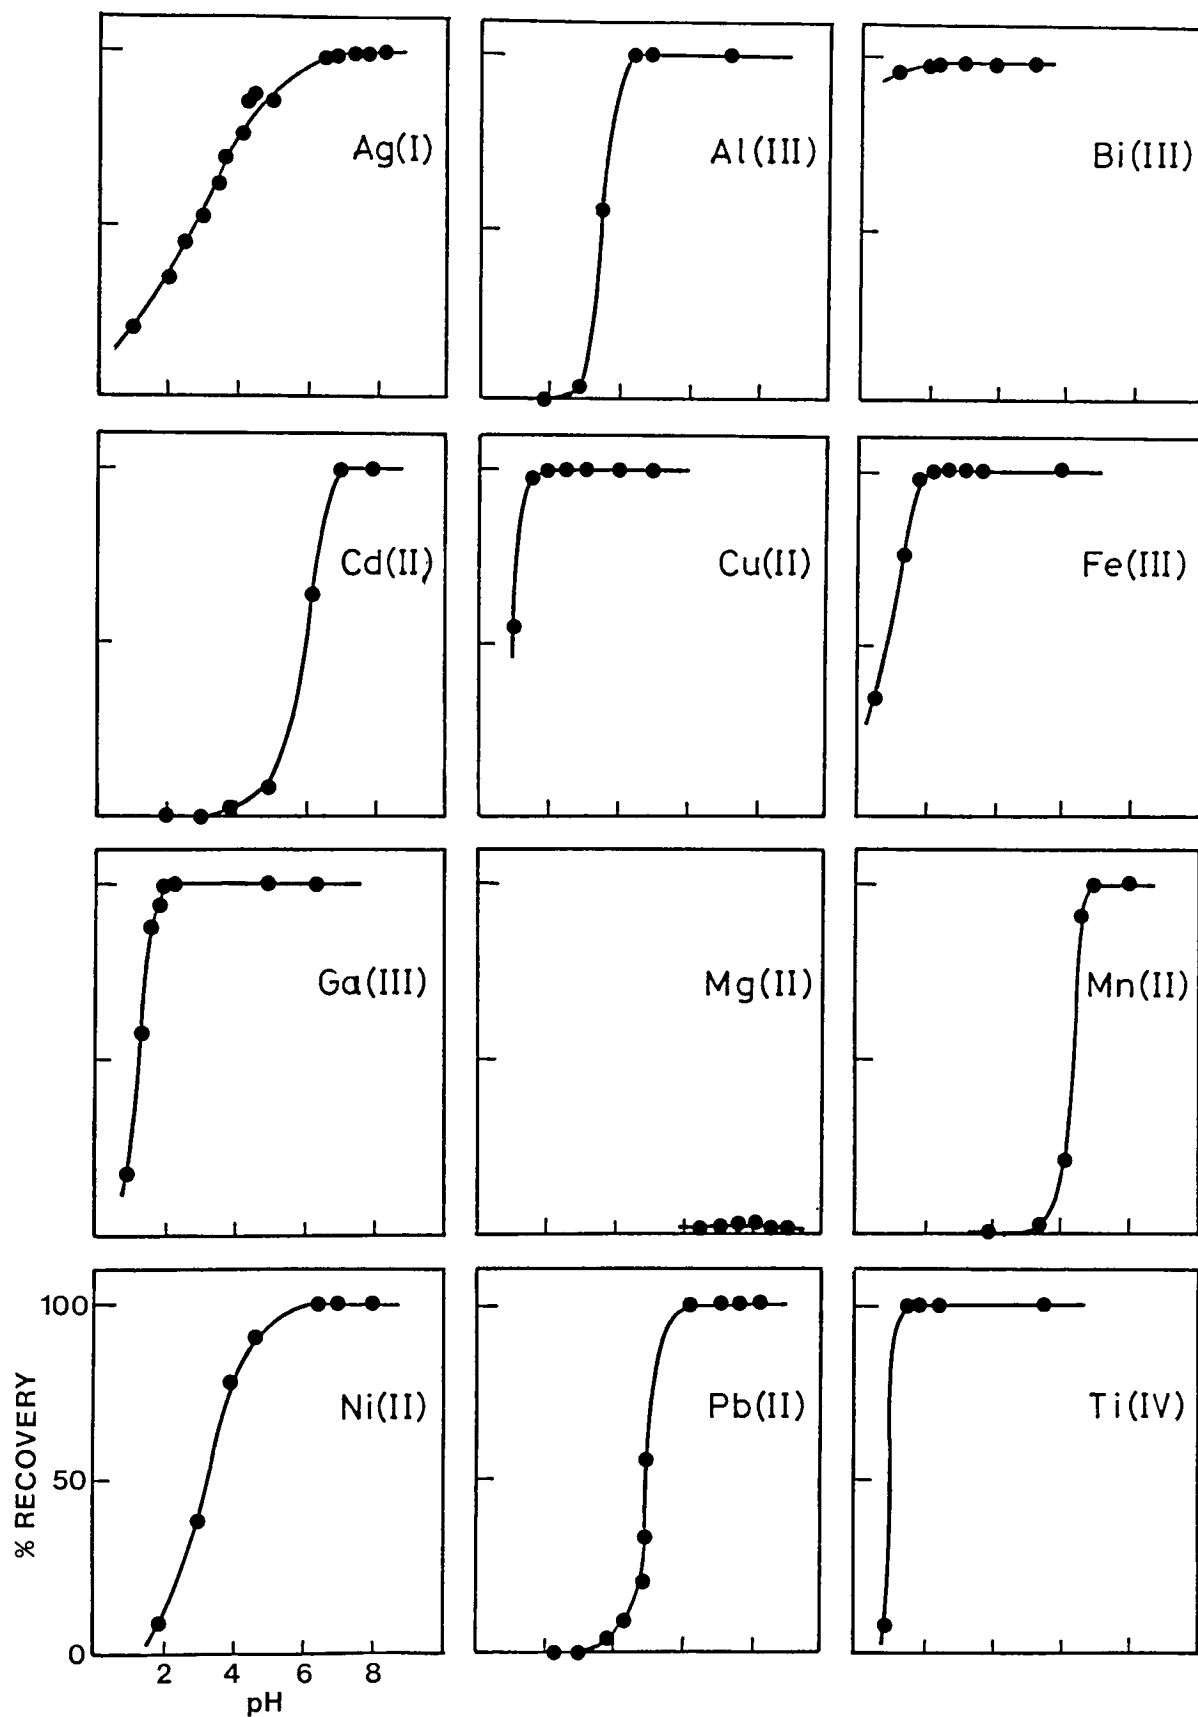 Ag(I)
Al(III)
Bi(III)
Cd(II)
Cu(II)
Fe(III)
Ga(III)
Mg(II)
Mn(II)
100
50
0
% RECOVERY
Ni(II)
2 4 6 8
pH
Pb(II)
Ti(IV)